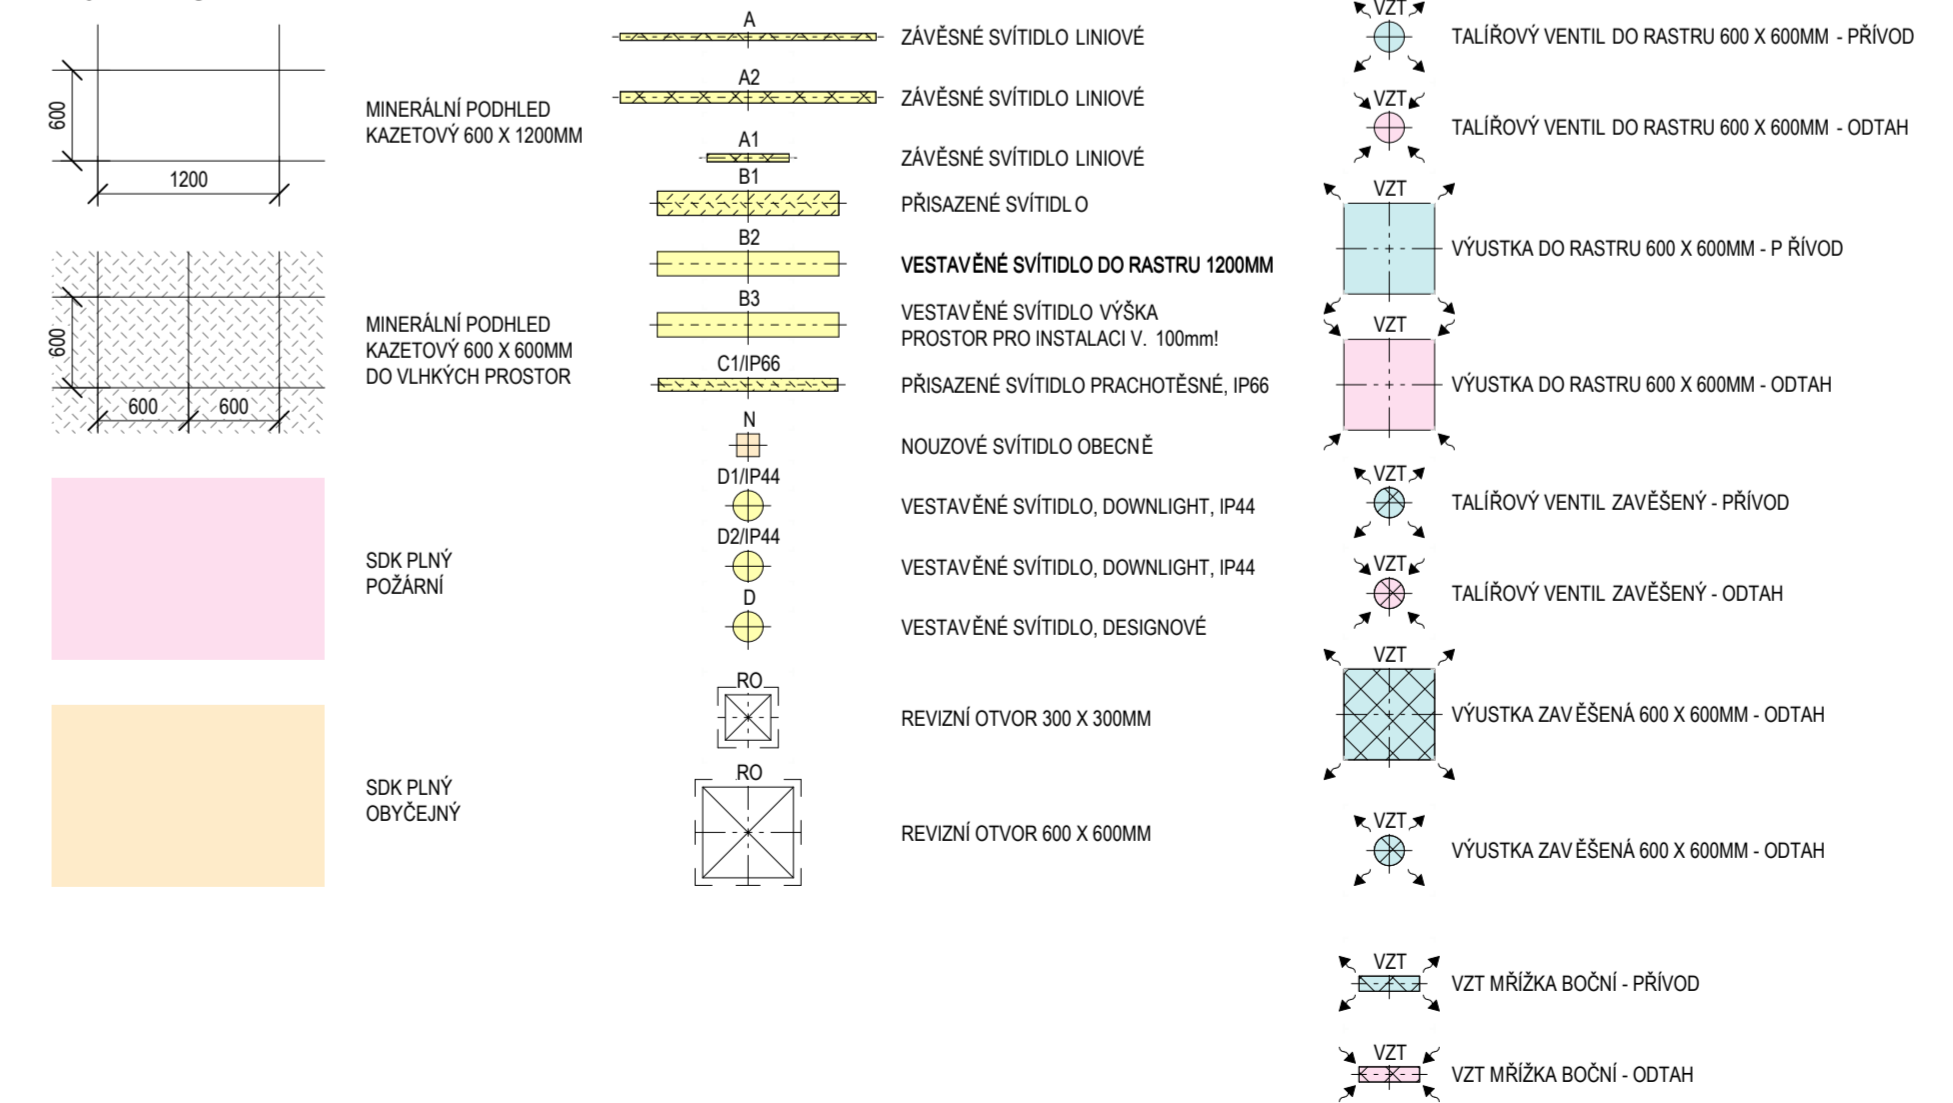 600
1200
MINERÁLNÍ PODHLED
KAZETOVÝ 600 X 1200MM
600
600
600
MINERÁLNÍ PODHLED
KAZETOVÝ 600 X 600MM
DO VLHKÝCH PROSTOR
SDK PLNÝ
POŽÁRNÍ
SDK PLNÝ
OBYČEJNÝ
A
ZÁVĚSNÉ SVÍTIDLO LINIOVÉ
A2
ZÁVĚSNÉ SVÍTIDLO LINIOVÉ
A1
ZÁVĚSNÉ SVÍTIDLO LINIOVÉ
B1
PŘISAZENÉ SVÍTIDLO
B2
VESTAVĚNÉ SVÍTIDLO DO RASTRU 1200MM
B3
VESTAVĚNÉ SVÍTIDLO VÝŠKA
PROSTOR PRO INSTALACI V. 100mm!
C1/IP66
PŘISAZENÉ SVÍTIDLO PRACHOTĚSNÉ, IP66
N
NOUZOVÉ SVÍTIDLO OBECNĚ
D1/IP44
VESTAVĚNÉ SVÍTIDLO, DOWNLIGHT, IP44
D2/IP44
VESTAVĚNÉ SVÍTIDLO, DOWNLIGHT, IP44
D
VESTAVĚNÉ SVÍTIDLO, DESIGNOVÉ
RO
REVIZNÍ OTVOR 300 X 300MM
RO
REVIZNÍ OTVOR 600 X 600MM
VZT
TALÍŘOVÝ VENTIL DO RASTRU 600 X 600MM - PŘÍVOD
VZT
TALÍŘOVÝ VENTIL DO RASTRU 600 X 600MM - ODTAH
VZT
VÝUSTKA DO RASTRU 600 X 600MM - P ŘÍVOD
VZT
VÝUSTKA DO RASTRU 600 X 600MM - ODTAH
VZT
TALÍŘOVÝ VENTIL ZAVĚŠENÝ - PŘÍVOD
VZT
TALÍŘOVÝ VENTIL ZAVĚŠENÝ - ODTAH
VZT
VÝUSTKA ZAVĚŠENÁ 600 X 600MM - ODTAH
VZT
VÝUSTKA ZAVĚŠENÁ 600 X 600MM - ODTAH
VZT
VZT MŘÍŽKA BOČNÍ - PŘÍVOD
VZT
VZT MŘÍŽKA BOČNÍ - ODTAH